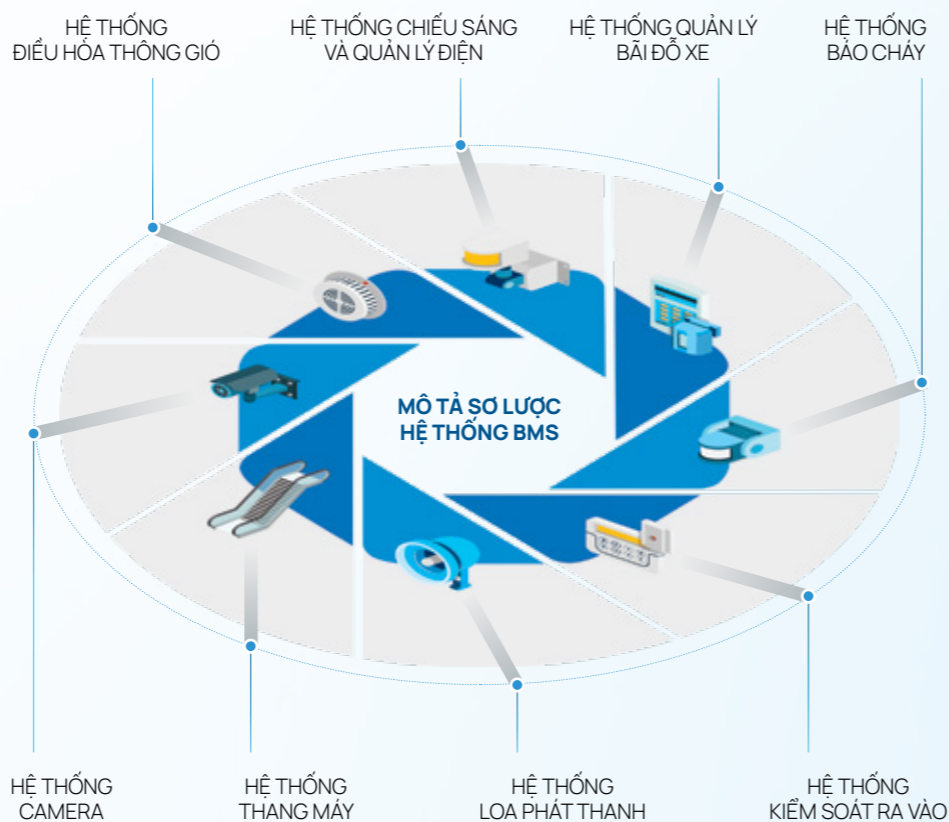 HỆ THỐNG
ĐIỀU HÒA THÔNG GIÓ
HỆ THỐNG CHIẾU SÁNG
VÀ QUẢN LÝ ĐIỆN
HỆ THỐNG QUẢN LÝ
BÃI ĐỖ XE
HỆ THỐNG
BÁO CHÁY
MÔ TẢ SƠ LƯỢC
HỆ THỐNG BMS
HỆ THỐNG
CAMERA
HỆ THỐNG
THANG MÁY
HỆ THỐNG
LOA PHÁT THANH
HỆ THỐNG
KIỂM SOÁT RA VÀO